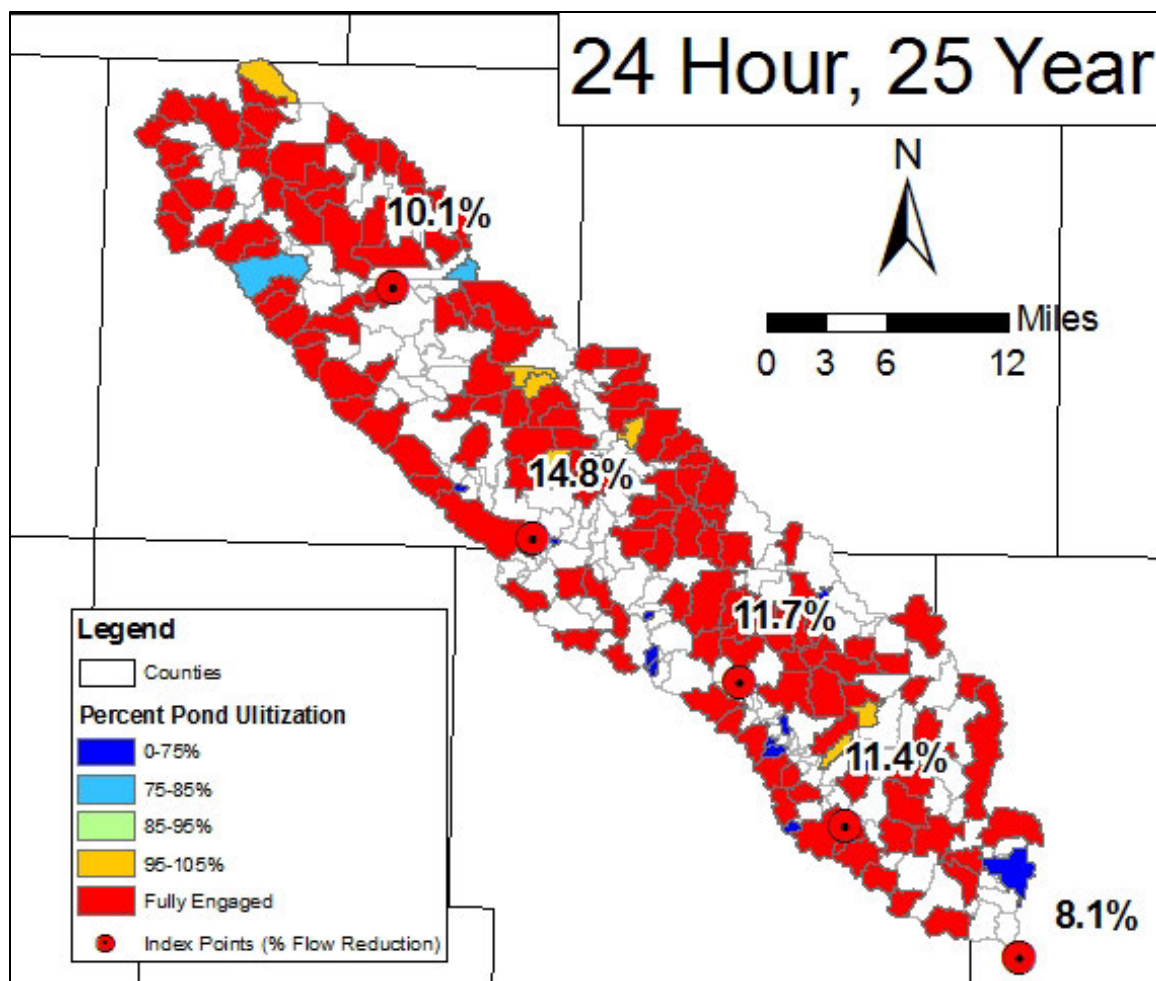 24 Hour, 25 Year
N
10.1%
Miles
0 3 6 12
14.8%
11.7%
Legend
Counties
Percent Pond Ulitization
0-75%
75-85%
85-95%
95-105%
Fully Engaged
Index Points (% Flow Reduction)
11.4%
8.1%